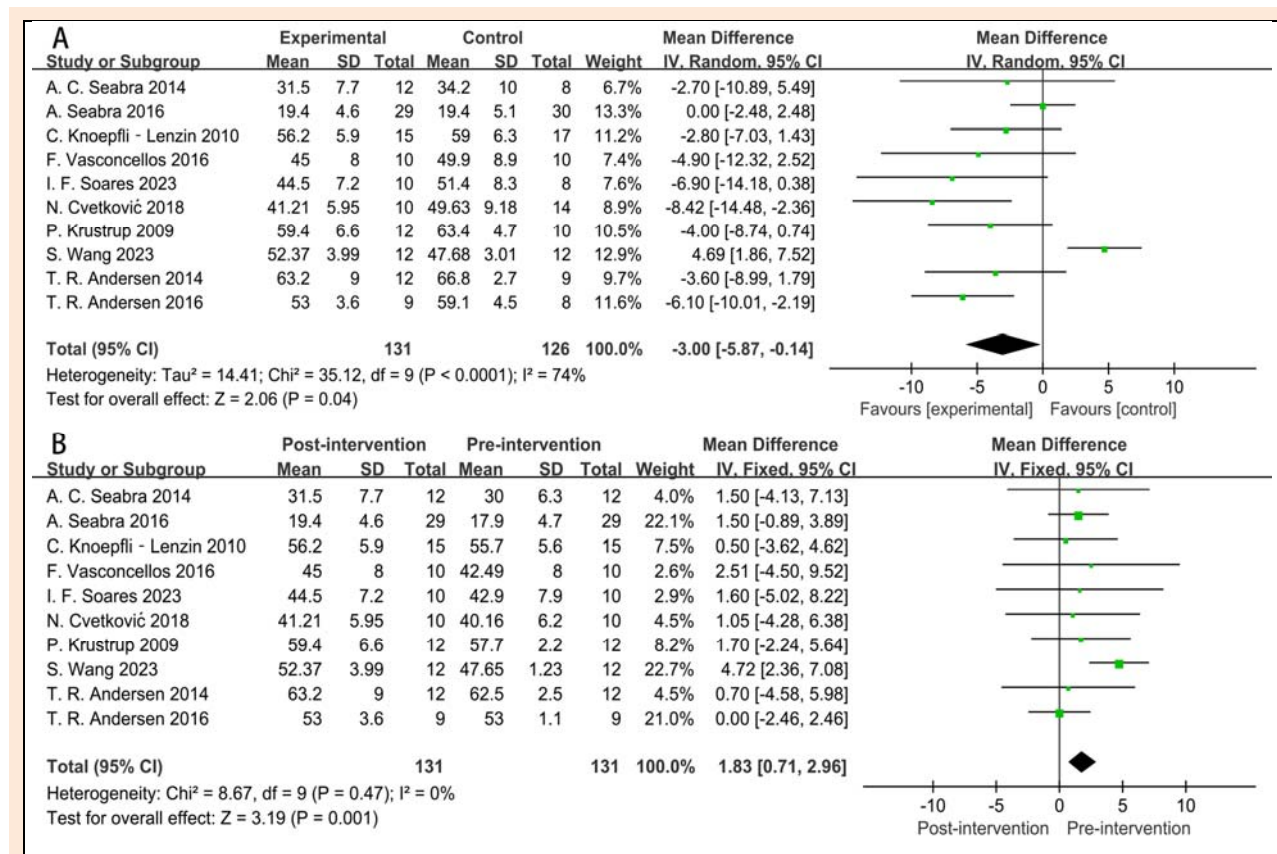 A
Experimental Control Mean Difference Mean Difference
Study or Subgroup Mean SD Total Mean SD Total Weight IV, Random, 95% CI IV, Random, 95% CI
A. C. Seabra 2014 31.5 7.7 12 34.2 10 8 6.7% -2.70 [-10.89, 5.49]
A. Seabra 2016 19.4 4.6 29 19.4 5.1 30 13.3% 0.00 [-2.48, 2.48]
C. Knoepfli - Lenzin 2010 56.2 5.9 15 59 6.3 17 11.2% -2.80 [-7.03, 1.43]
F. Vasconcellos 2016 45 8 10 49.9 8.9 10 7.4% -4.90 [-12.32, 2.52]
I. F. Soares 2023 44.5 7.2 10 51.4 8.3 8 7.6% -6.90 [-14.18, 0.38]
N. Cvetković 2018 41.21 5.95 10 49.63 9.18 14 8.9% -8.42 [-14.48, -2.36]
P. Krustrup 2009 59.4 6.6 12 63.4 4.7 10 10.5% -4.00 [-8.74, 0.74]
S. Wang 2023 52.37 3.99 12 47.68 3.01 12 12.9% 4.69 [1.86, 7.52]
T. R. Andersen 2014 63.2 9 12 66.8 2.7 9 9.7% -3.60 [-8.99, 1.79]
T. R. Andersen 2016 53 3.6 9 59.1 4.5 8 11.6% -6.10 [-10.01, -2.19]
Total (95% CI) 131 126 100.0% -3.00 [-5.87, -0.14]
Heterogeneity: Tau² = 14.41; Chi² = 35.12, df = 9 (P < 0.0001); I² = 74%
Test for overall effect: Z = 2.06 (P = 0.04)
-10 -5 0 5 10
Favours [experimental] Favours [control]
B
Post-intervention Pre-intervention Mean Difference Mean Difference
Study or Subgroup Mean SD Total Mean SD Total Weight IV, Fixed, 95% CI IV, Fixed, 95% CI
A. C. Seabra 2014 31.5 7.7 12 30 6.3 12 4.0% 1.50 [-4.13, 7.13]
A. Seabra 2016 19.4 4.6 29 17.9 4.7 29 22.1% 1.50 [-0.89, 3.89]
C. Knoepfli - Lenzin 2010 56.2 5.9 15 55.7 5.6 15 7.5% 0.50 [-3.62, 4.62]
F. Vasconcellos 2016 45 8 10 42.49 8 10 2.6% 2.51 [-4.50, 9.52]
I. F. Soares 2023 44.5 7.2 10 42.9 7.9 10 2.9% 1.60 [-5.02, 8.22]
N. Cvetković 2018 41.21 5.95 10 40.16 6.2 10 4.5% 1.05 [-4.28, 6.38]
P. Krustrup 2009 59.4 6.6 12 57.7 2.2 12 8.2% 1.70 [-2.24, 5.64]
S. Wang 2023 52.37 3.99 12 47.65 1.23 12 22.7% 4.72 [2.36, 7.08]
T. R. Andersen 2014 63.2 9 12 62.5 2.5 12 4.5% 0.70 [-4.58, 5.98]
T. R. Andersen 2016 53 3.6 9 53 1.1 9 21.0% 0.00 [-2.46, 2.46]
Total (95% CI) 131 131 100.0% 1.83 [0.71, 2.96]
Heterogeneity: Chi² = 8.67, df = 9 (P = 0.47); I² = 0%
Test for overall effect: Z = 3.19 (P = 0.001)
-10 -5 0 5 10
Post-intervention Pre-intervention